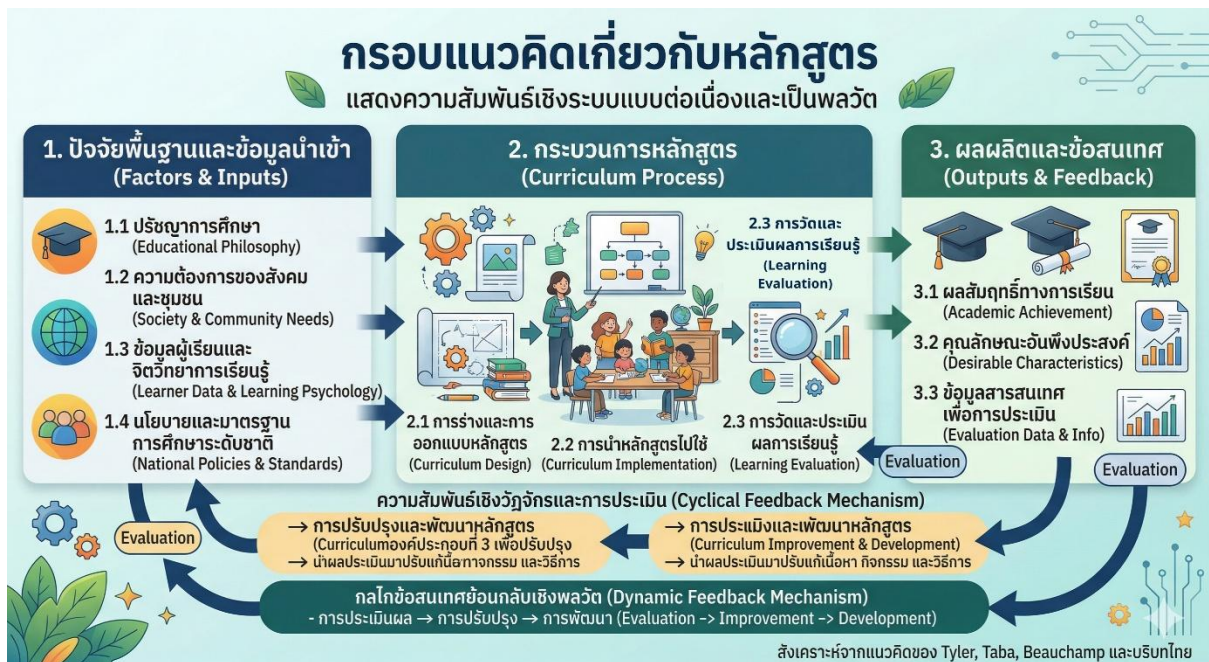 กรอบแนวคิดเกี่ยวกับหลักสูตร
แสดงความสัมพันธ์เชิงระบบแบบต่อเนื่องและเป็นพลวัต
1. ปัจจัยพื้นฐานและข้อมูลนำเข้า
(Factors & Inputs)
1.1 ปรัชญาการศึกษา
(Educational Philosophy)
1.2 ความต้องการของสังคม
และชุมชน
(Society & Community Needs)
1.3 ข้อมูลผู้เรียนและ
จิตวิทยาการเรียนรู้
(Learner Data & Learning Psychology)
1.4 นโยบายและมาตรฐาน
การศึกษาระดับชาติ
(National Policies & Standards)
2. กระบวนการหลักสูตร
(Curriculum Process)
2.3 การวัดและ
ประเมินผลการเรียนรู้
(Learning
Evaluation)
2.1 การร่างและการ
ออกแบบหลักสูตร
(Curriculum Design)
2.2 การนำหลักสูตรไปใช้
(Curriculum Implementation)
2.3 การวัดและประเมิน
ผลการเรียนรู้
(Learning Evaluation)
3. ผลผลิตและข้อสนเทศ
(Outputs & Feedback)
3.1 ผลสัมฤทธิ์ทางการเรียน
(Academic Achievement)
3.2 คุณลักษณะอันพึงประสงค์
(Desirable Characteristics)
3.3 ข้อมูลสารสนเทศ
เพื่อการประเมิน
(Evaluation Data & Info)
Evaluation
Evaluation
ความสัมพันธ์เชิงวัฏจักรและการประเมิน (Cyclical Feedback Mechanism)
Evaluation
→ การปรับปรุงและพัฒนาหลักสูตร
(Curriculumองค์ประกอบที่ 3 เพื่อปรับปรุง
→ นำผลประเมินมาปรับแก้ และวิธีการ
→ การประแมิงและเพัฒนาหลักสูตร
(Curriculum Improvement & Development)
→ นำผลประเมินมาปรับแก้เนื้อหา กิจกรรม และวิธีการ
กลไกข้อสนเทศย้อนกลับเชิงพลวัต (Dynamic Feedback Mechanism)
- การประเมินผล → การปรับปรุง → การพัฒนา (Evaluation -> Improvement -> Development)
สังเคราะห์จากแนวคิดของ Tyler, Taba, Beauchamp และบริบทไทย